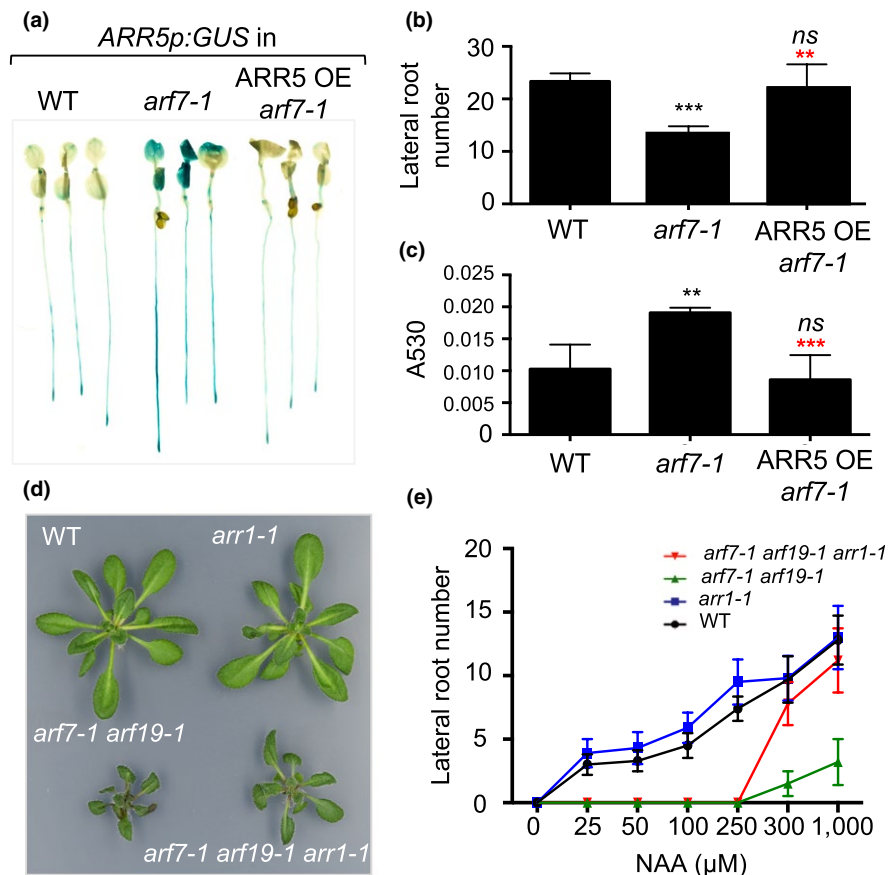 (a)
ARR5p:GUS in
WT
arf7-1
ARR5 OE
arf7-1
(b)
Lateral root
number
30
20
10
0
***
ns
**
WT
arf7-1
ARR5 OE
arf7-1
(c)
A530
0.025
0.020
0.015
0.010
0.005
0
**
ns
***
WT
arf7-1
ARR5 OE
arf7-1
(d)
WT
arr1-1
arf7-1 arf19-1
arf7-1 arf19-1 arr1-1
(e)
Lateral root number
20
15
10
5
0
arf7-1 arf19-1 arr1-1
arf7-1 arf19-1
arr1-1
WT
0 25 50 100 250 300 1,000
NAA (µM)